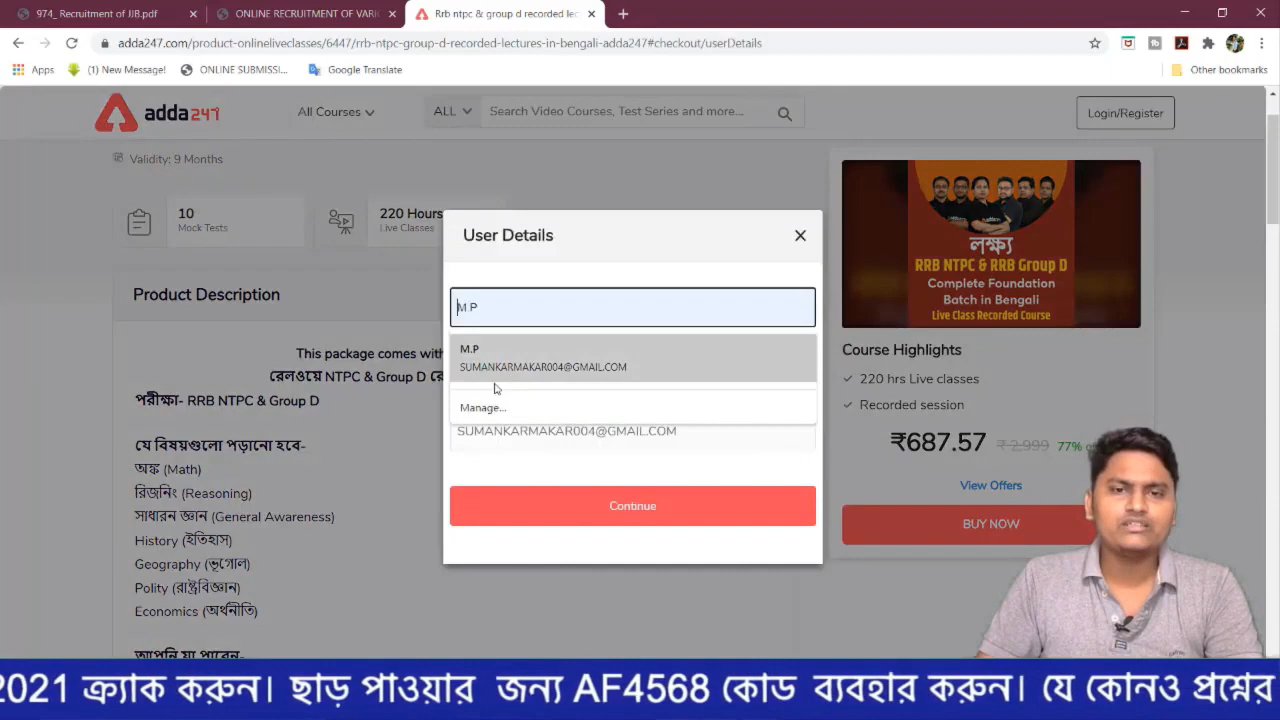 974_ Recruitment of JJB.pdf
ONLINE RECRUITMENT OF VARI
Rrb ntpc & group d recorded lec
adda247.com/product-onlineliveclasses/6447/rrb-ntpc-group-d-recorded-lectures-in-bengali-adda247#checkout/userDetails
Apps
(1) New Message!
ONLINE SUBMISSI...
Google Translate
Other bookmarks
adda247
All Courses
ALL
Search Video Courses, Test Series and more...
Login/Register
Validity: 9 Months
10
Mock Tests
220 Hours
Live Classes
Product Description
This package comes with
রেলওয়ে NTPC & Group D রে
পরীক্ষা- RRB NTPC & Group D
যে বিষয়গুলো পড়ানো হবে-
অঙ্ক (Math)
রিজনিং (Reasoning)
সাধারন জ্ঞান (General Awareness)
History (ইতিহাস)
Geography (ভূগোল)
Polity (রাষ্ট্রবিজ্ঞান)
Economics (অর্থনীতি)
আপনি যা পাবেন-
User Details
M.P
M.P
SUMANKARMAKAR004@GMAIL.COM
Manage...
SUMANKARMAKAR004@GMAIL.COM
Continue
লক্ষ্য
RRB NTPC & RRB Group D
Complete Foundation
Batch in Bengali
Live Class Recorded Course
Course Highlights
220 hrs Live classes
Recorded session
₹687.57 ₹2,999 77%
View Offers
BUY NOW
2021 ক্র্যাক করুন। ছাড় পাওয়ার জন্য AF4568 কোড ব্যবহার করুন। যে কোনও প্রশ্নের